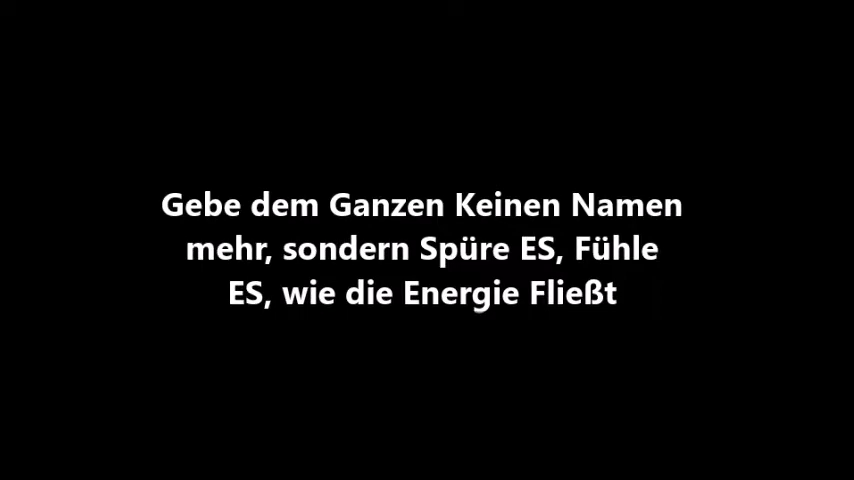 Gebe dem Ganzen Keinen Namen
mehr, sondern Spüre ES, Fühle
ES, wie die Energie Fließt